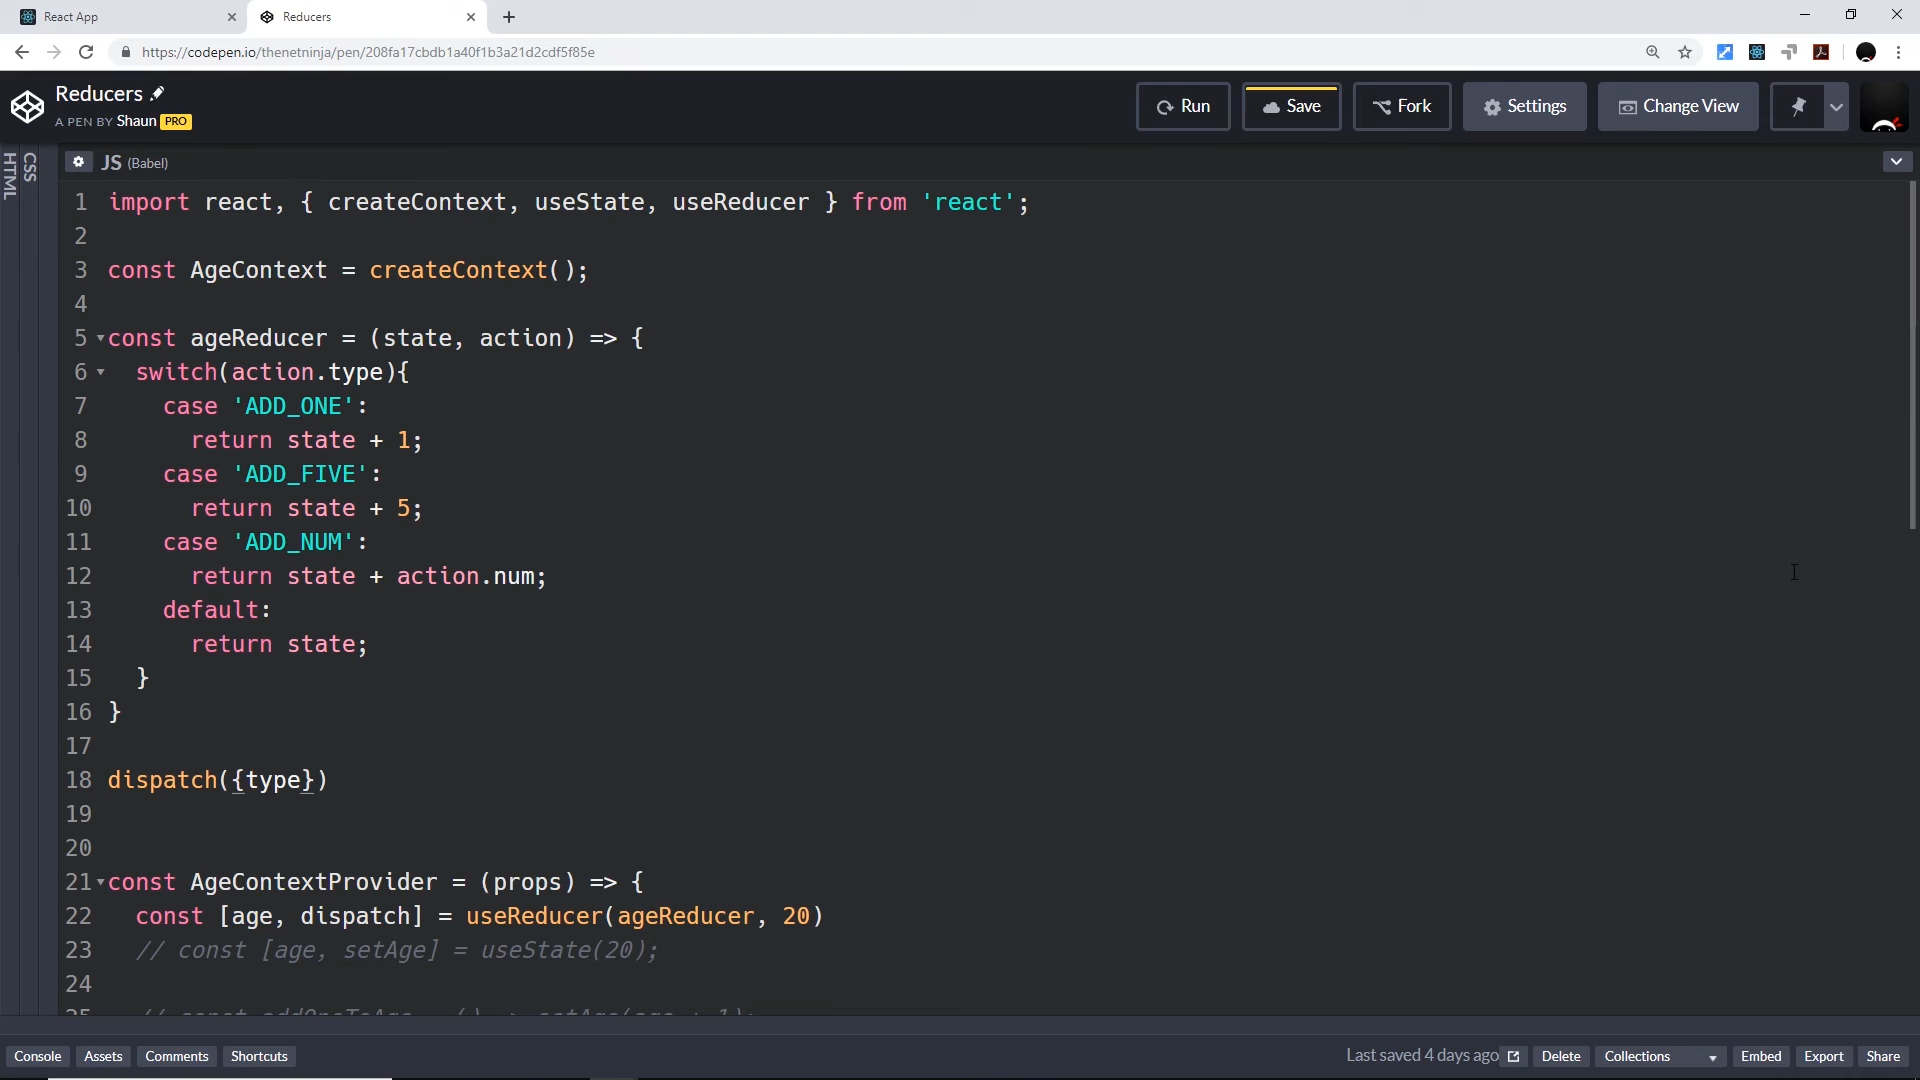 React App
Reducers
https://codepen.io/thenetninja/pen/208fa17cbdb1a40f1b3a21d2cdf5f85e
Reducers
A PEN BY Shaun PRO
Run
Save
Fork
Settings
Change View
HTML
CSS
JS (Babel)
1 import react, { createContext, useState, useReducer } from 'react';
2
3 const AgeContext = createContext();
4
5 const ageReducer = (state, action) => {
6 switch(action.type){
7 case 'ADD_ONE':
8 return state + 1;
9 case 'ADD_FIVE':
10 return state + 5;
11 case 'ADD_NUM':
12 return state + action.num;
13 default:
14 return state;
15 }
16 }
17
18 dispatch({type})
19
20
21 const AgeContextProvider = (props) => {
22 const [age, dispatch] = useReducer(ageReducer, 20)
23 // const [age, setAge] = useState(20);
24
Console
Assets
Comments
Shortcuts
Last saved 4 days ago
Delete
Collections
Embed
Export
Share